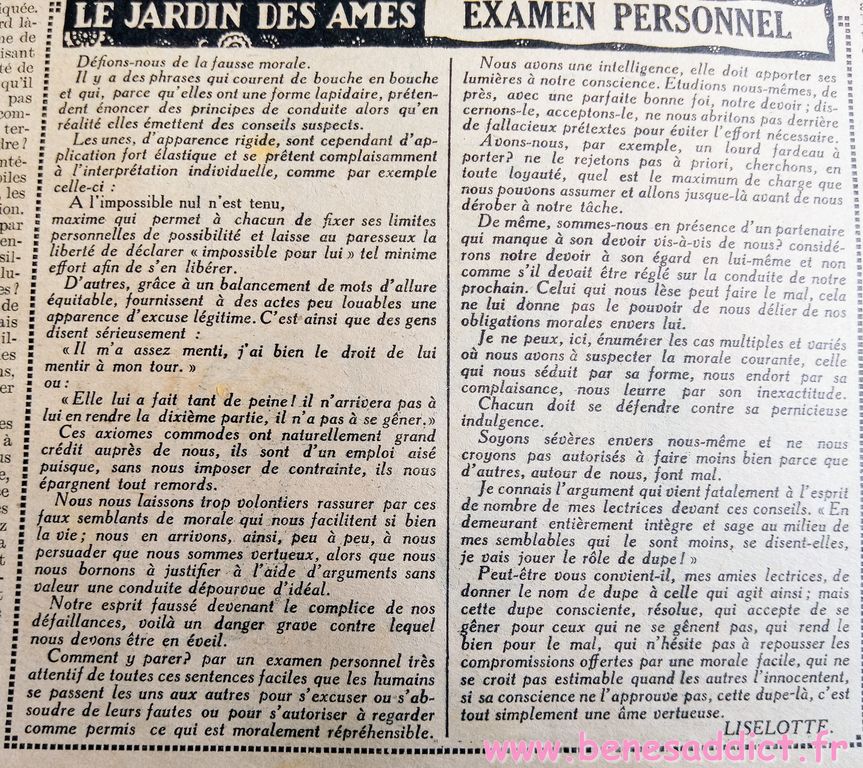 LE JARDIN DES AMES
EXAMEN PERSONNEL
Défions-nous de la fausse morale.
Il y a des phrases qui courent de bouche en bouche
et qui, parce qu'elles ont une forme lapidaire, préten-
dent énoncer des principes de conduite alors qu'en
réalité elles émettent des conseils suspects.
Les unes, d'apparence rigide, sont cependant d'ap-
plication fort élastique et se prêtent complaisamment
à l'interprétation individuelle, comme par exemple
celle-ci :
A l'impossible nul n'est tenu,
maxime qui permet à chacun de fixer ses limites
personnelles de possibilité et laisse au paresseux la
liberté de déclarer « impossible pour lui » tel minime
effort afin de s'en libérer.
D'autres, grâce à un balancement de mots d'allure
équitable, fournissent à des actes peu louables une
apparence d'excuse légitime. C'est ainsi que des gens
disent sérieusement :
« Il m'a assez menti, j'ai bien le droit de lui
mentir à mon tour. »
ou :
« Elle lui a fait tant de peine! il n'arrivera pas à
lui en rendre la dixième partie, il n'a pas à se gêner.»
Ces axiomes commodes ont naturellement grand
crédit auprès de nous, ils sont d'un emploi aisé
puisque, sans nous imposer de contrainte, ils nous
épargnent tout remords.
Nous nous laissons trop volontiers rassurer par ces
faux semblants de morale qui nous facilitent si bien
la vie ; nous en arrivons, ainsi, peu à peu, à nous
persuader que nous sommes vertueux, alors que nous
nous bornons à justifier à l'aide d'arguments sans
valeur une conduite dépourvue d'idéal.
Notre esprit faussé devenant le complice de nos
défaillances, voilà un danger grave contre lequel
nous devons être en éveil.
Comment y parer? par un examen personnel très
attentif de toutes ces sentences faciles que les humains
se passent les uns aux autres pour s'excuser ou s'ab-
soudre de leurs fautes ou pour s'autoriser à regarder
comme permis ce qui est moralement répréhensible.
Nous avons une intelligence, elle doit apporter ses
lumières à notre conscience. Etudions nous-mêmes, de
près, avec une parfaite bonne foi, notre devoir ; dis-
cernons-le, acceptons-le, ne nous abritons pas derrière
de fallacieux prétextes pour éviter l'effort nécessaire.
Avons-nous, par exemple, un lourd fardeau à
porter? ne le rejetons pas à priori, cherchons, en
toute loyauté, quel est le maximum de charge que
nous pouvons assumer et allons jusque-là avant de nous
dérober à notre tâche.
De même, sommes-nous en présence d'un partenaire
qui manque à son devoir vis-à-vis de nous? considé-
rons notre devoir à son égard en lui-même et non
comme s'il devait être réglé sur la conduite de notre
prochain. Celui qui nous lèse peut faire le mal, cela
ne lui donne pas le pouvoir de nous délier de nos
obligations morales envers lui.
Je ne peux, ici, énumérer les cas multiples et variés
où nous avons à suspecter la morale courante, celle
qui nous séduit par sa forme, nous endort par sa
complaisance, nous leurre par son inexactitude.
Chacun doit se défendre contre sa pernicieuse
indulgence.
Soyons sévères envers nous-même et ne nous
croyons pas autorisés à faire moins bien parce que
d'autres, autour de nous, font mal.
Je connais l'argument qui vient fatalement à l'esprit
de nombre de mes lectrices devant ces conseils. « En
demeurant entièrement intègre et sage au milieu de
mes semblables qui le sont moins, se disent-elles,
je vais jouer le rôle de dupe! »
Peut-être vous convient-il, mes amies lectrices, de
donner le nom de dupe à celle qui agit ainsi ; mais
cette dupe consciente, résolue, qui accepte de se
gêner pour ceux qui ne se gênent pas, qui rend le
bien pour le mal, qui n'hésite pas à repousser les
compromissions offertes par une morale facile, qui ne
se croit pas estimable quand les autres l'innocentent,
si sa conscience ne l'approuve pas, cette dupe-là, c'est
tout simplement une âme vertueuse.
LISELOTTE.
www.benesaddict.fr